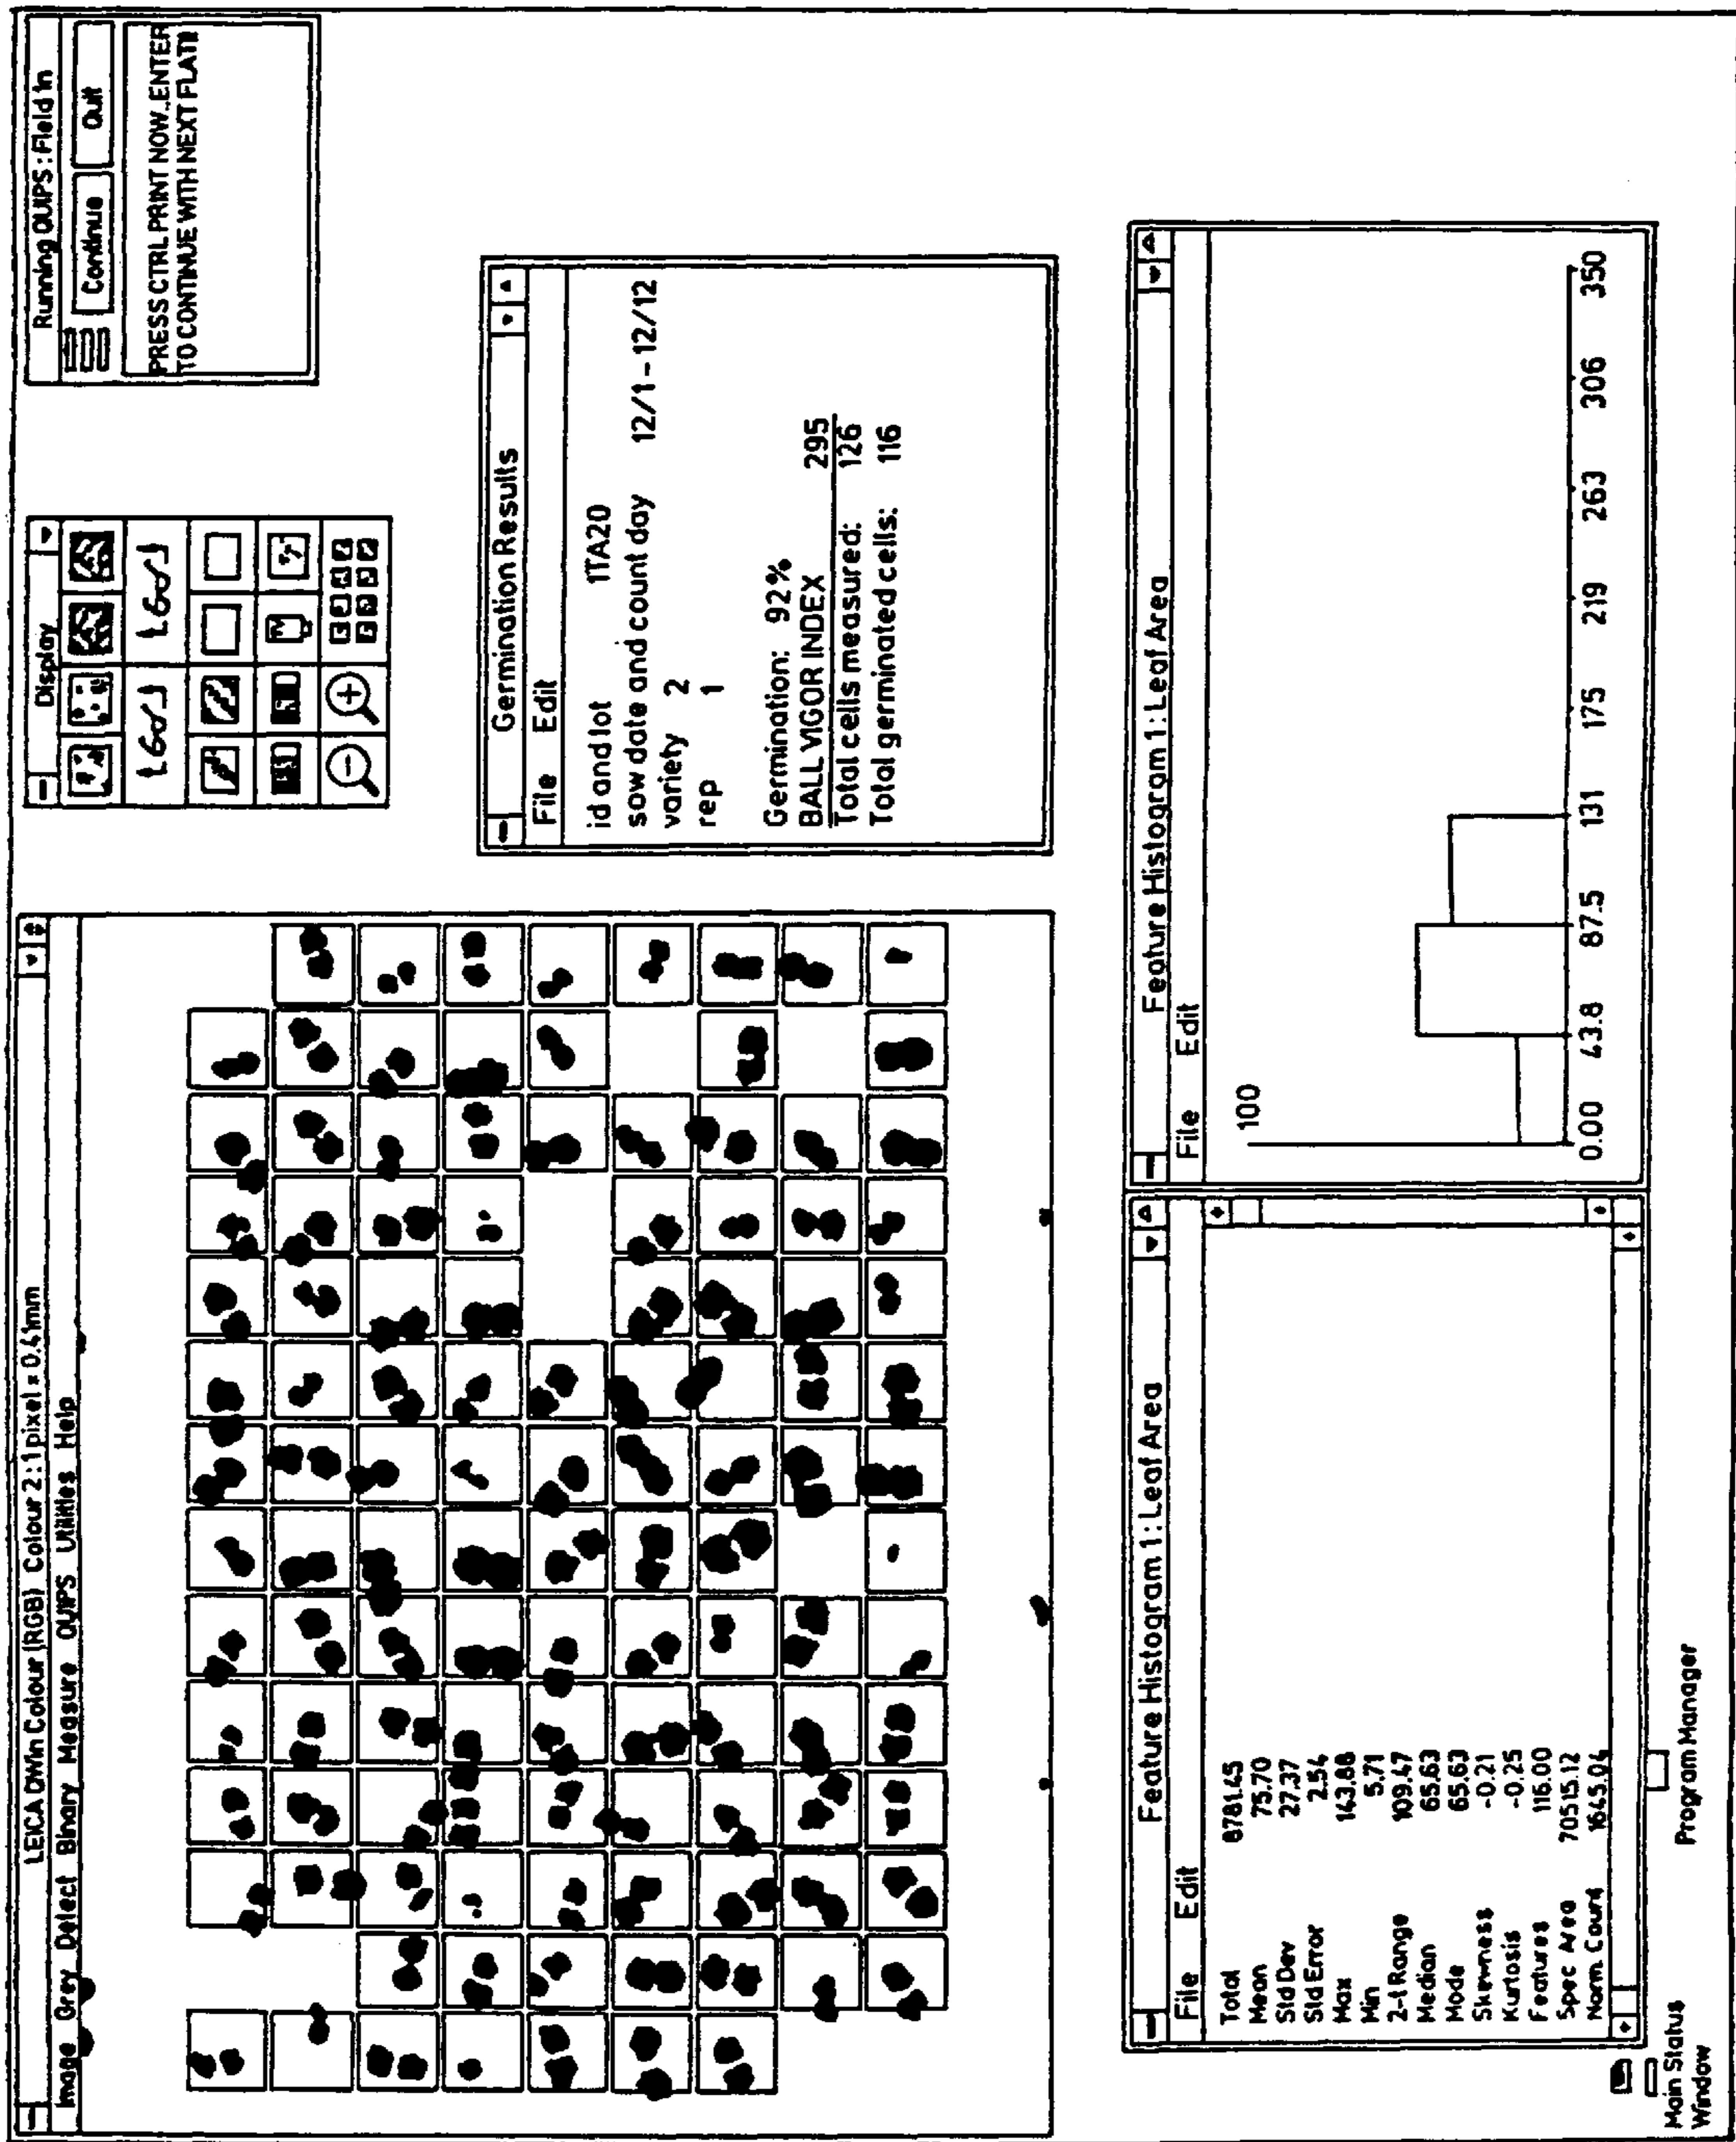 LEICA QWin Colour (RGB) Colour 2:1 pixel = 0.41mm
Image Grey Detect Binary Measure QUIPS Utilities Help
Display
Running QUIPS : Field In
Continue Quit
PRESS CTRL PRINT NOW..ENTER
TO CONTINUE WITH NEXT FLAT!!
Germination Results
File Edit
id and lot 1TA20
sow date and count day 12/1-12/12
variety 2
rep 1
Germination: 92%
BALL VIGOR INDEX 295
Total cells measured: 126
Total germinated cells: 116
Feature Histogram 1: Leaf Area
File Edit
Total 8781.45
Mean 75.70
Std Dev 27.37
Std Error 2.54
Max 143.88
Min 5.71
2-t Range 109.47
Median 65.63
Mode 65.63
Skewness -0.21
Kurtosis -0.25
Features 116.00
Spec Area 70515.12
Norm. Count 1645.04
Feature Histogram 1: Leaf Area
File Edit
100
0.00 43.8 87.5 131 175 219 263 306 350
Main Status
Window
Program Manager